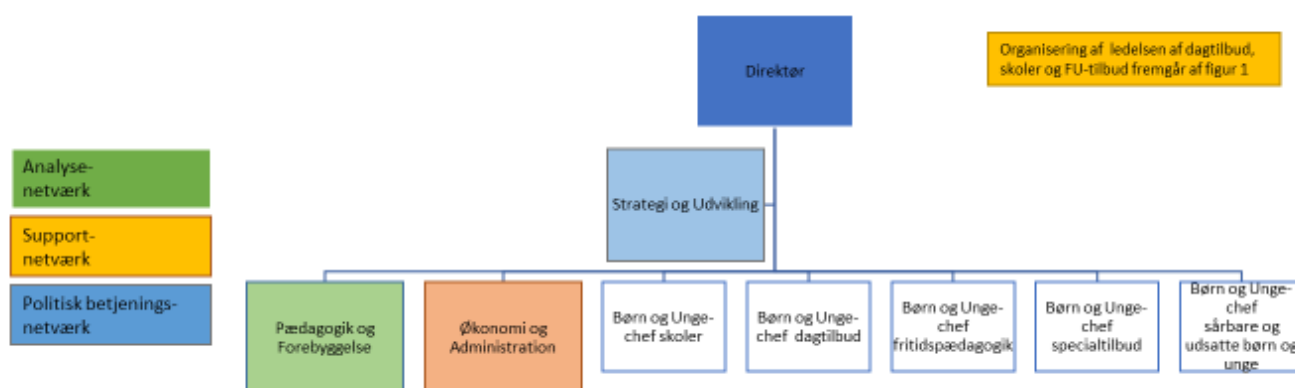 Direktør
Organisering af ledelsen af dagtilbud,
skoler og FU-tilbud fremgår af figur 1
Analyse-
netværk
Strategi og Udvikling
Support-
netværk
Politisk betjenings-
netværk
Pædagogik og
Forebyggelse
Økonomi og
Administration
Børn og Unge-
chef skoler
Børn og Unge-
chef dagtilbud
Børn og Unge-
chef
fritidspædagogik
Børn og Unge-
chef
specialtilbud
Børn og Unge-
chef
sårbare og
udsatte børn og
unge